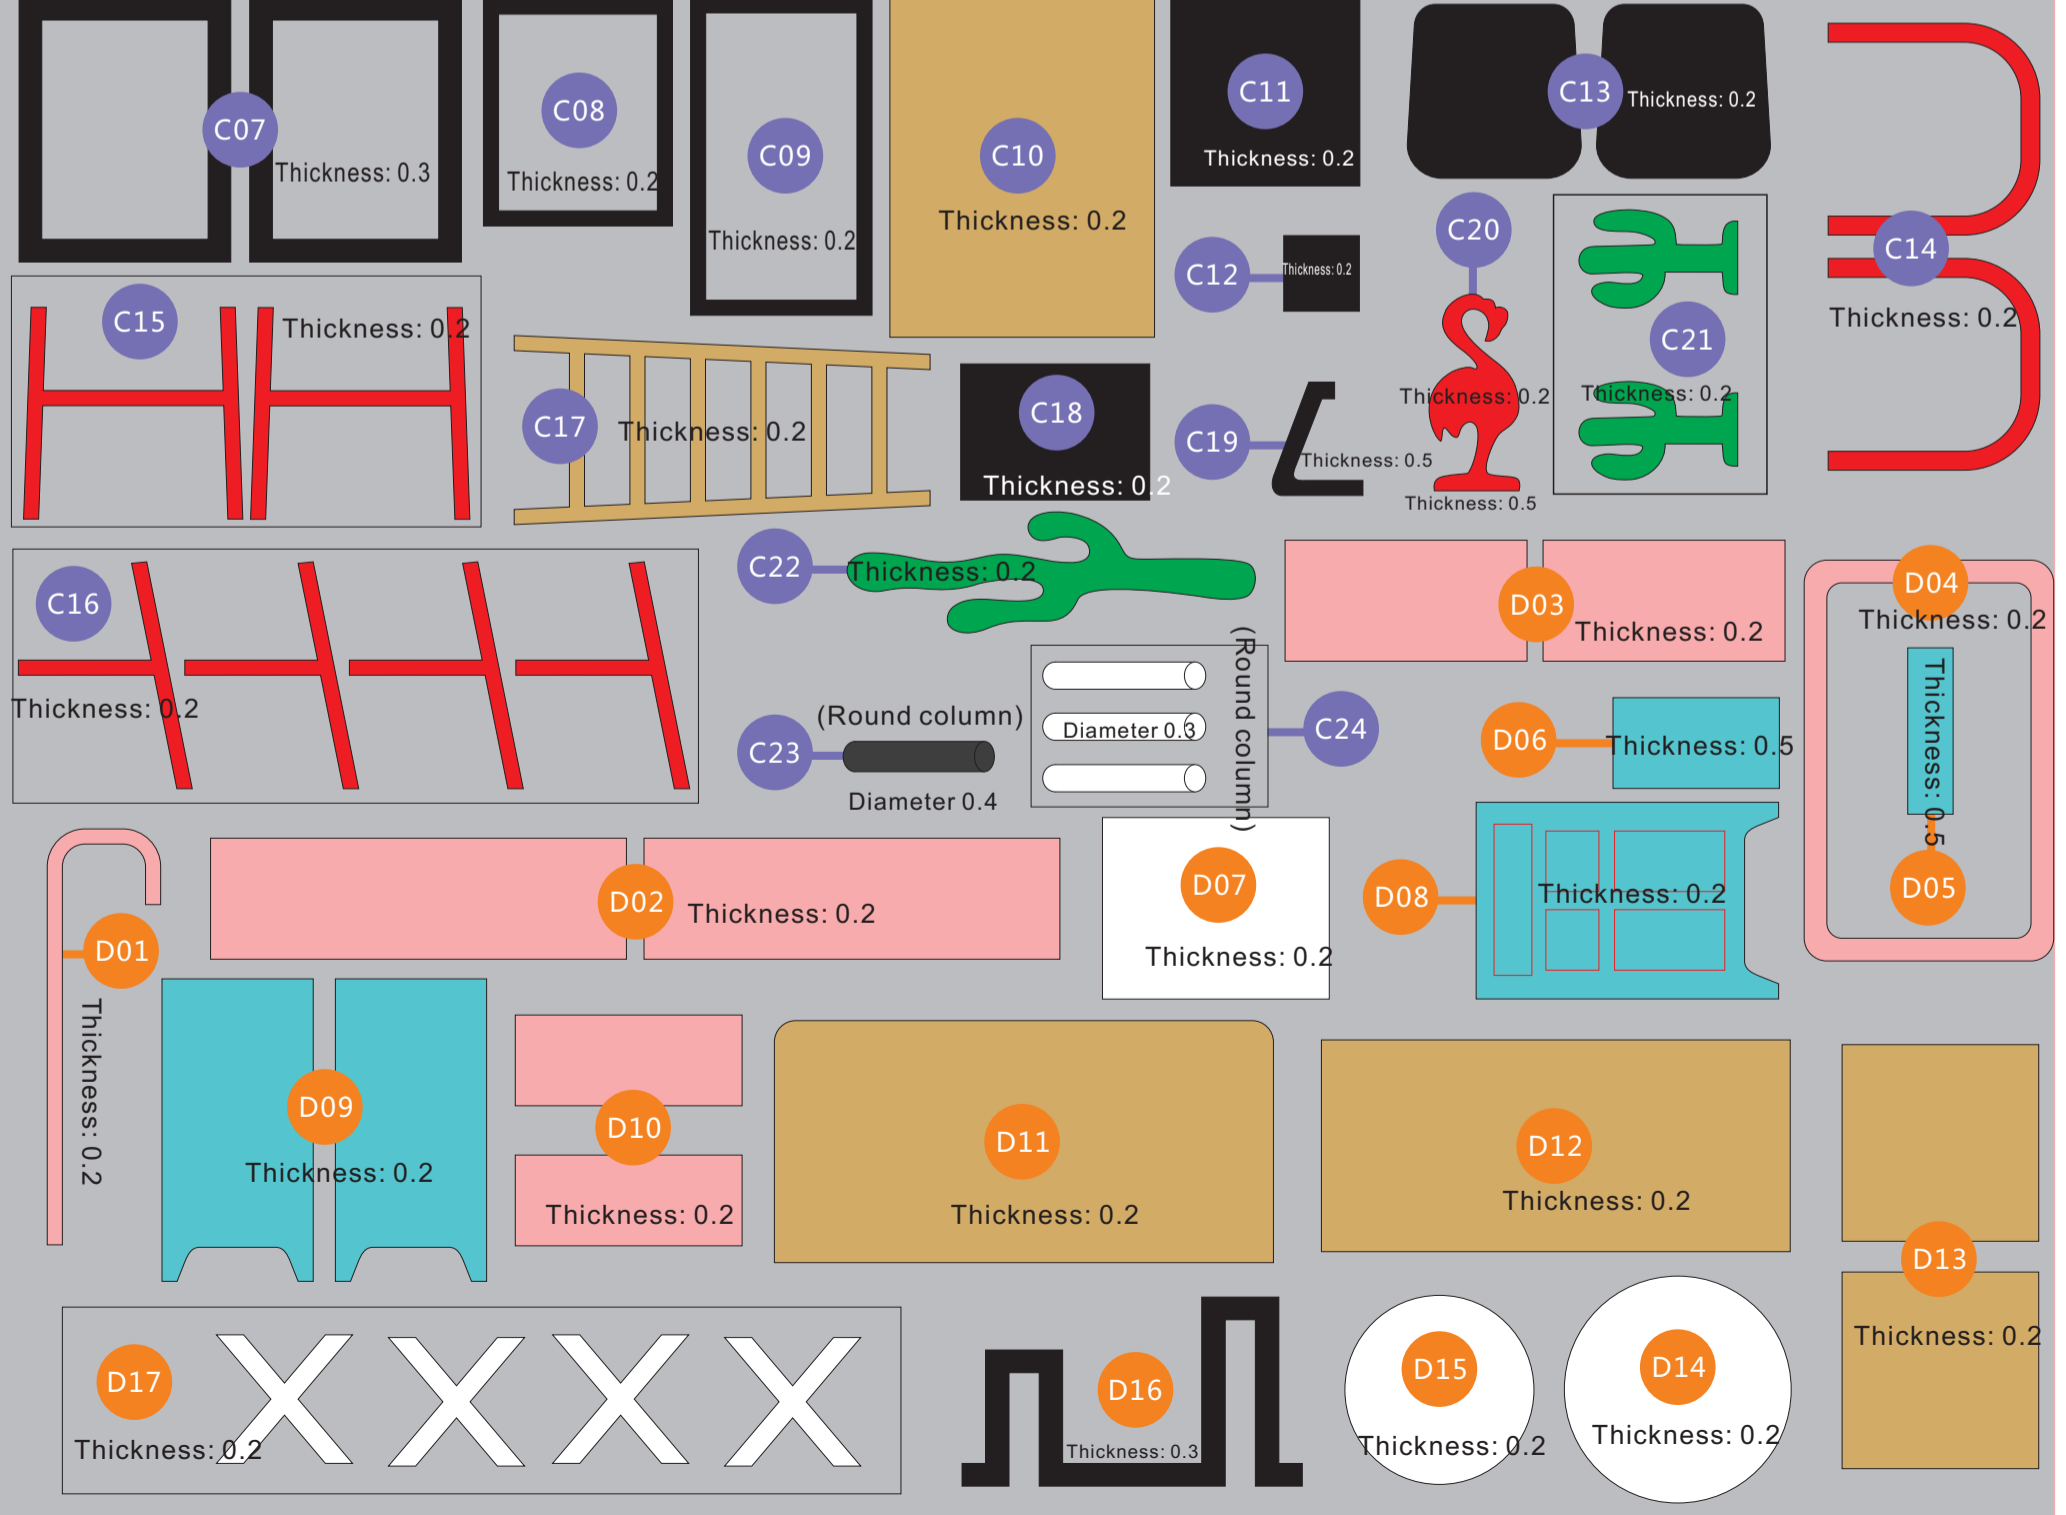 C07
Thickness: 0.3
C08
Thickness: 0.2
C09
Thickness: 0.2
C10
Thickness: 0.2
C11
Thickness: 0.2
C13
Thickness: 0.2
C12
Thickness: 0.2
C20
Thickness: 0.2
Thickness: 0.5
C21
Thickness: 0.2
C14
Thickness: 0.2
C15
Thickness: 0.2
C17
Thickness: 0.2
C18
Thickness: 0.2
C19
Thickness: 0.5
C16
Thickness: 0.2
C22
Thickness: 0.2
C23
(Round column)
Diameter 0.4
Diameter 0.3
(Round column)
C24
D03
Thickness: 0.2
D04
Thickness: 0.2
D06
Thickness: 0.5
Thickness: 0.5
D05
D01
Thickness: 0.2
D02
Thickness: 0.2
D07
Thickness: 0.2
D08
Thickness: 0.2
D09
Thickness: 0.2
D10
Thickness: 0.2
D11
Thickness: 0.2
D12
Thickness: 0.2
D13
Thickness: 0.2
D17
Thickness: 0.2
D16
Thickness: 0.3
D15
Thickness: 0.2
D14
Thickness: 0.2